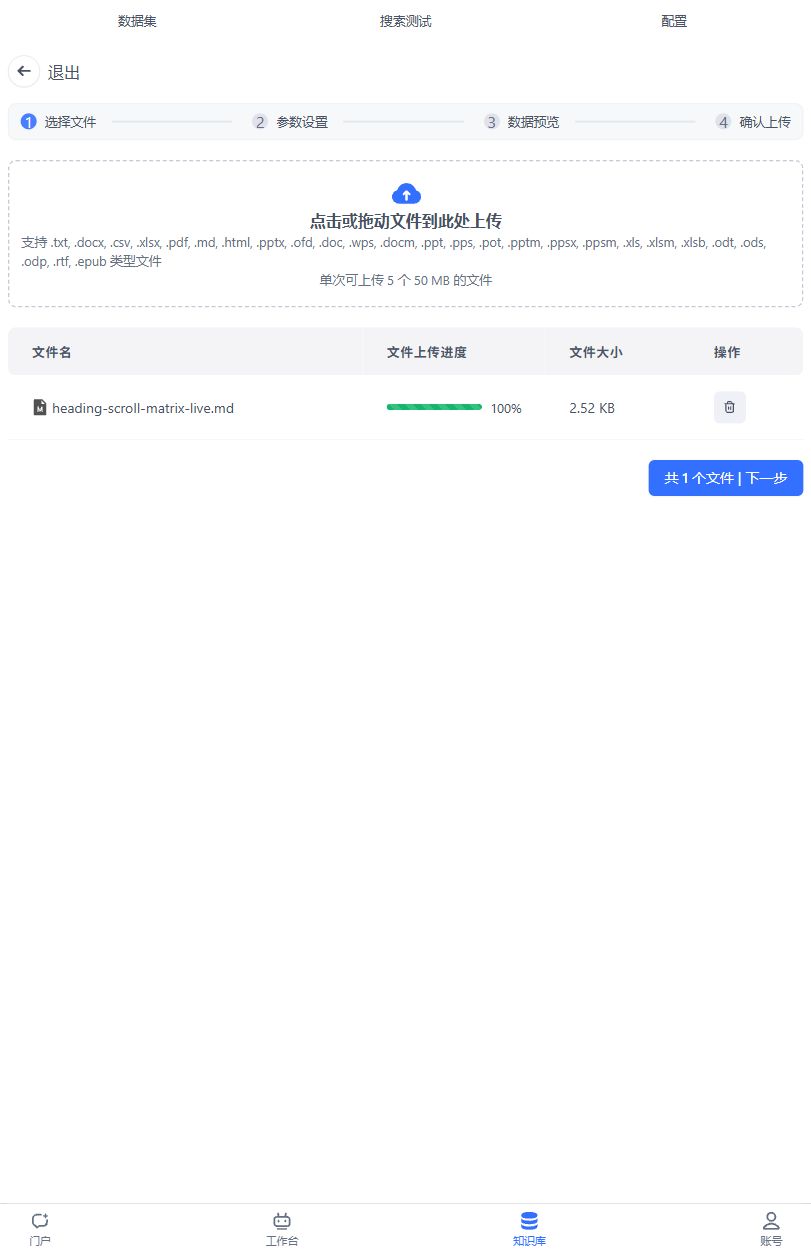 数据集 搜索测试 配置
退出
1 选择文件 2 参数设置 3 数据预览 4 确认上传
点击或拖动文件到此处上传
支持 .txt, .docx, .csv, .xlsx, .pdf, .md, .html, .pptx, .ofd, .doc, .wps, .docm, .ppt, .pps, .pot, .pptm, .ppsx, .ppsm, .xls, .xlsm, .xlsb, .odt, .ods,
.odp, .rtf, .epub 类型文件
单次可上传 5 个 50 MB 的文件
文件名 文件上传进度 文件大小 操作
heading-scroll-matrix-live.md 100% 2.52 KB
共 1 个文件 | 下一步
门户 工作台 知识库 账号